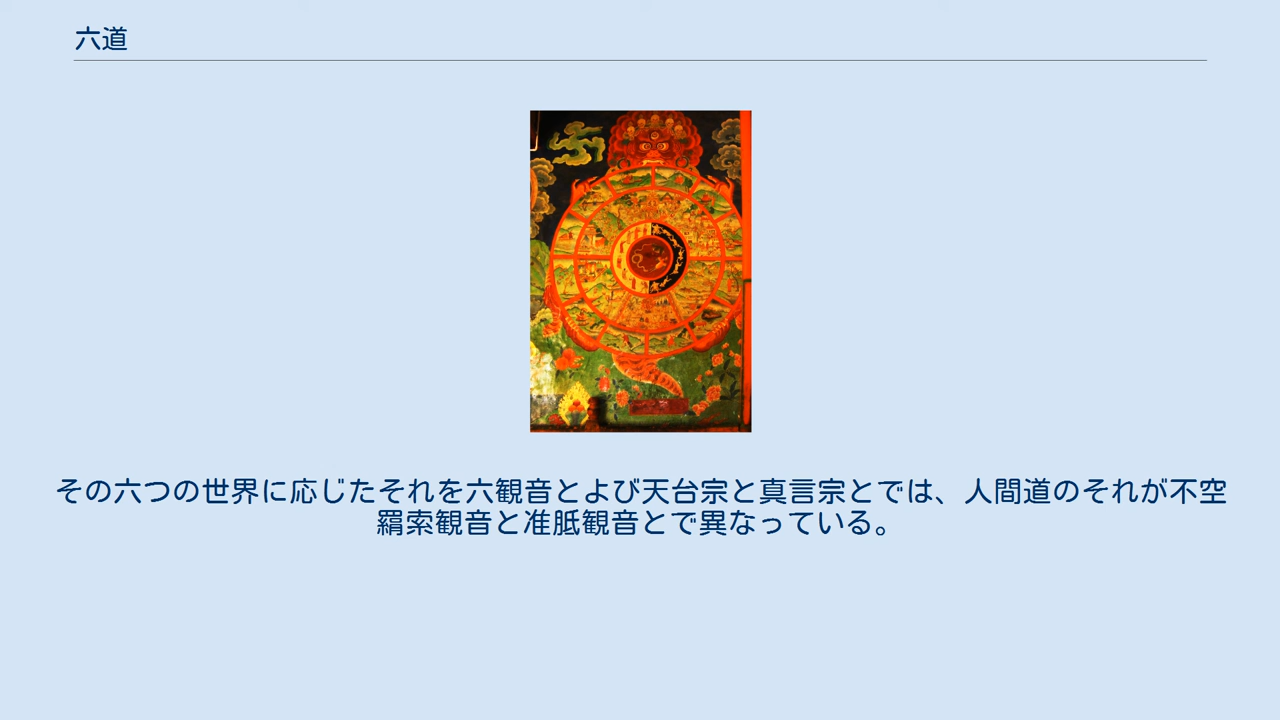 六道
その六つの世界に応じたそれを六観音とよび天台宗と真言宗とでは、人間道のそれが不空
羂索観音と准胝観音とで異なっている。